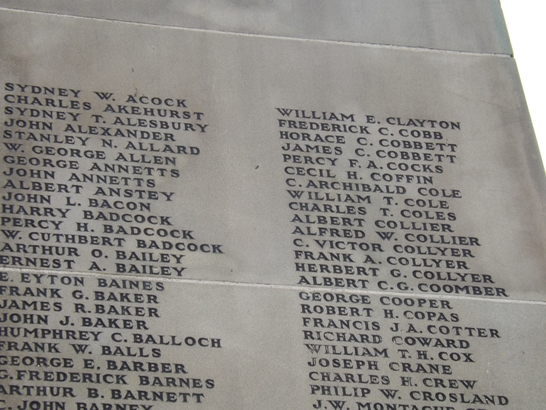 SYDNEY W. ACOCK
CHARLES AKEHURST
SYDNEY T. ALESBURY
JOHN ALEXANDER
STANLEY N. ALLARD
W. GEORGE ALLEN
GEORGE ANNETTS
JOHN ANNETTS
ALBERT ANSTEY
JOHN L. BACON
HARRY BADCOCK
PERCY H. BADCOCK
W. CUTHBERT BADCOCK
ARTHUR O. BAILEY
ERNEST A. BAILEY
E. EYTON BAINES
FRANK G. BAKER
JAMES R. BAKER
JOHN J. BAKER
HUMPHREY C. BALLOCH
FRANK W. BALLS
GEORGE E. BARBER
G. FREDERICK BARNES
ARTHUR B. BARNETT
C. JOHN BARNEY
WILLIAM E. CLAYTON
FREDERICK C. COBB
HORACE C. COBBETT
JAMES C. COBBETT
PERCY F. A. COCKS
CECIL H. COFFIN
C. ARCHIBALD COLE
WILLIAM T. COLE
CHARLES T. COLES
ALBERT COLLIER
ALFRED W. COLLIER
C. VICTOR COLLYER
FRANK A. COLLYER
HERBERT G. COLLYER
ALBERT C. G. COOMBER
GEORGE COOPER
ROBERT H. COPAS
FRANCIS J. A. COTTER
RICHARD COWARD
WILLIAM T. H. COX
JOSEPH CRANE
CHARLES H. CREW
PHILIP W. CROSLAND
J. W. MONTAGUE